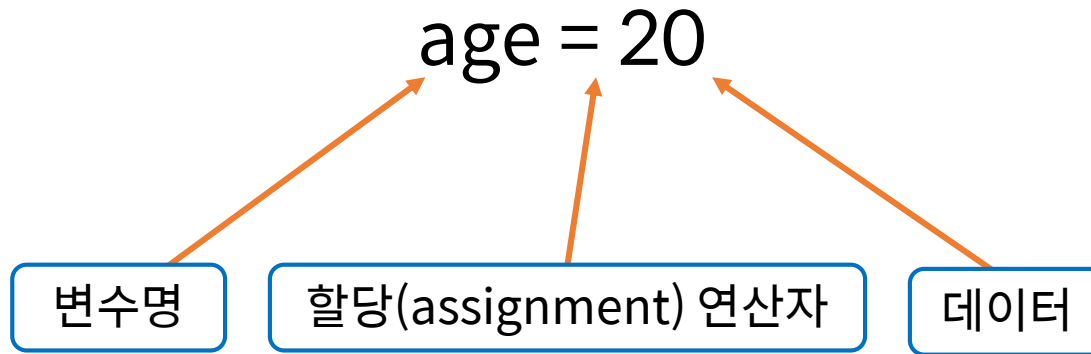 age = 20
변수명
할당(assignment) 연산자
데이터